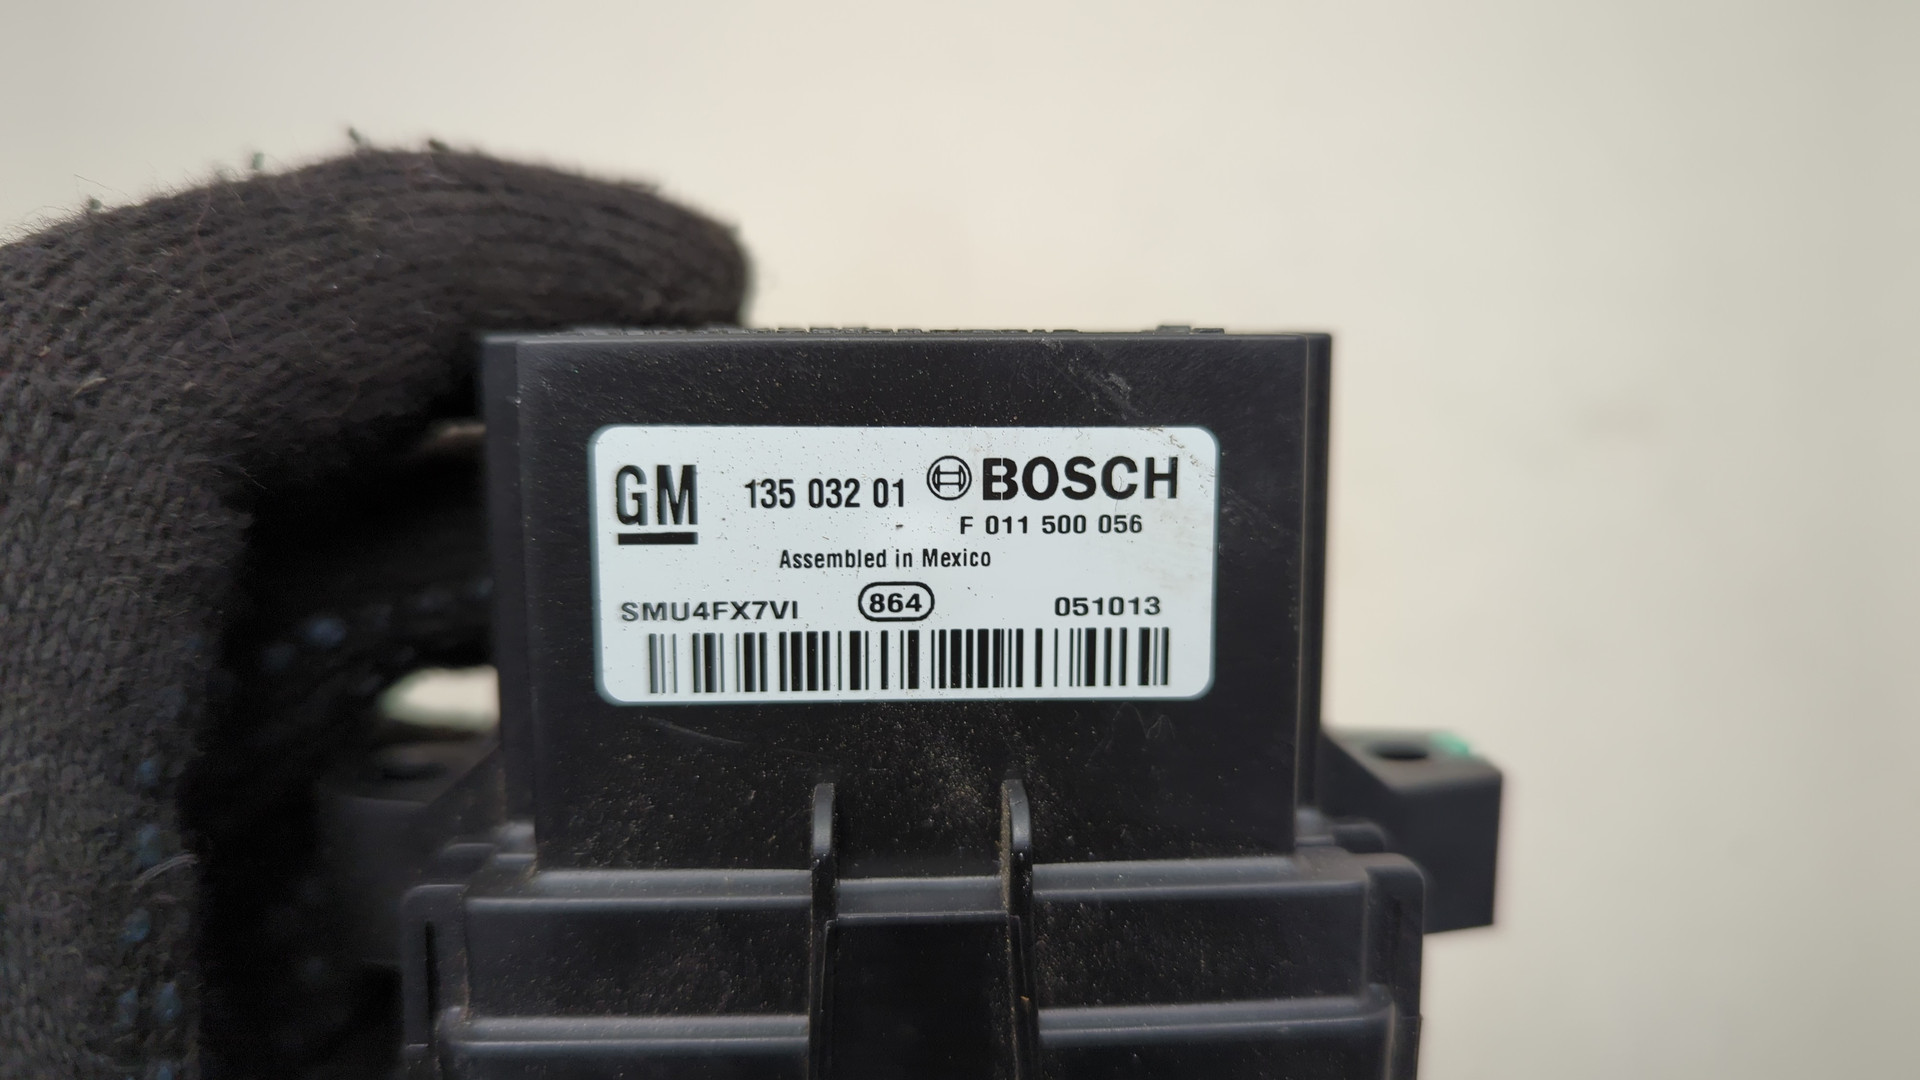 GM 135 032 01 BOSCH
F 011 500 056
Assembled in Mexico
SMU4FX7VI 864 051013